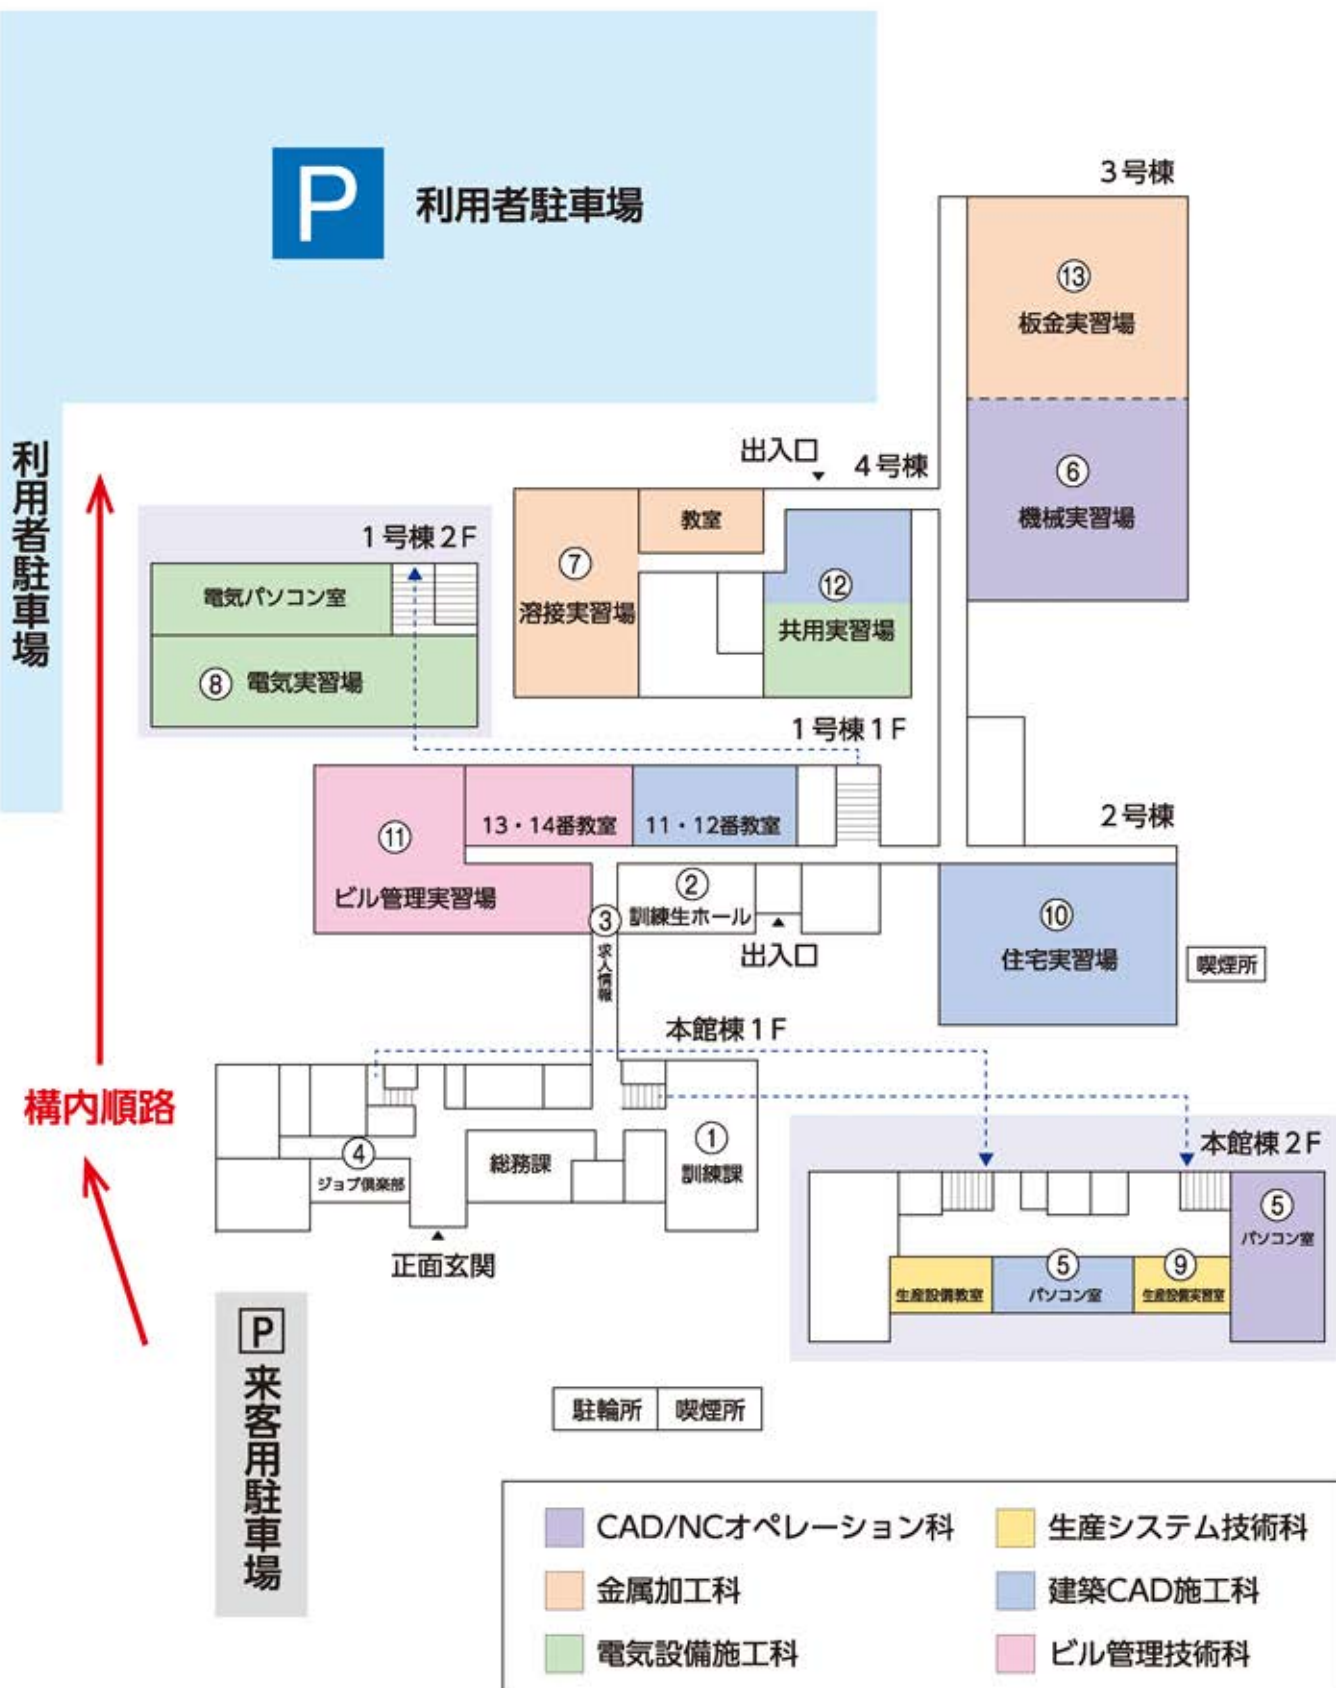 P
利用者駐車場
3号棟
⑬
板金実習場
利用者駐車場
出入口
4号棟
⑥
機械実習場
1号棟2F
教室
⑦
溶接実習場
電気パソコン室
⑫
共用実習場
⑧ 電気実習場
1号棟1F
13・14番教室
11・12番教室
2号棟
⑪
ビル管理実習場
②
訓練生ホール
③
求人情報
出入口
⑩
住宅実習場
喫煙所
本館棟1F
構内順路
④
ジョブ倶楽部
総務課
①
訓練課
正面玄関
本館棟2F
⑤
パソコン室
生産設備教室
⑤
パソコン室
⑨
生産設備実習室
P
来客用駐車場
駐輪所
喫煙所
CAD/NCオペレーション科
生産システム技術科
金属加工科
建築CAD施工科
電気設備施工科
ビル管理技術科